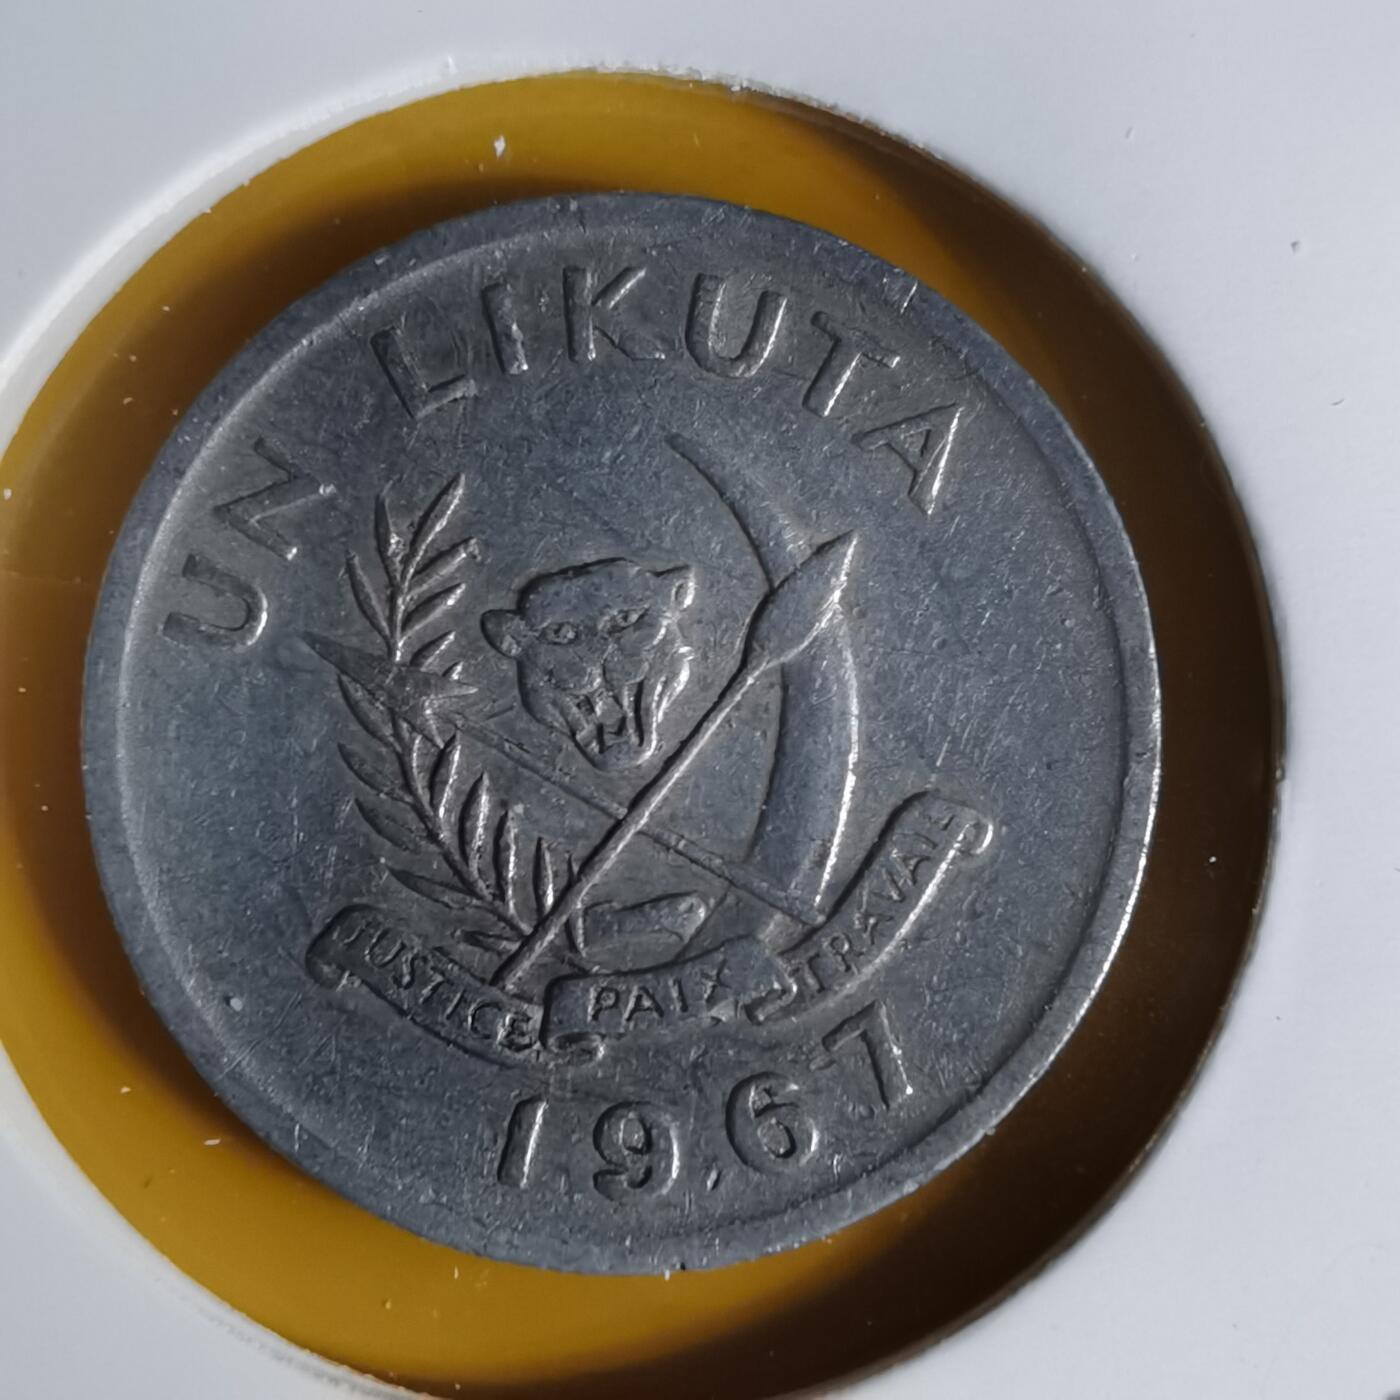 UN LIKUTA
JUSTICE PAIX TRAVAIL
1967